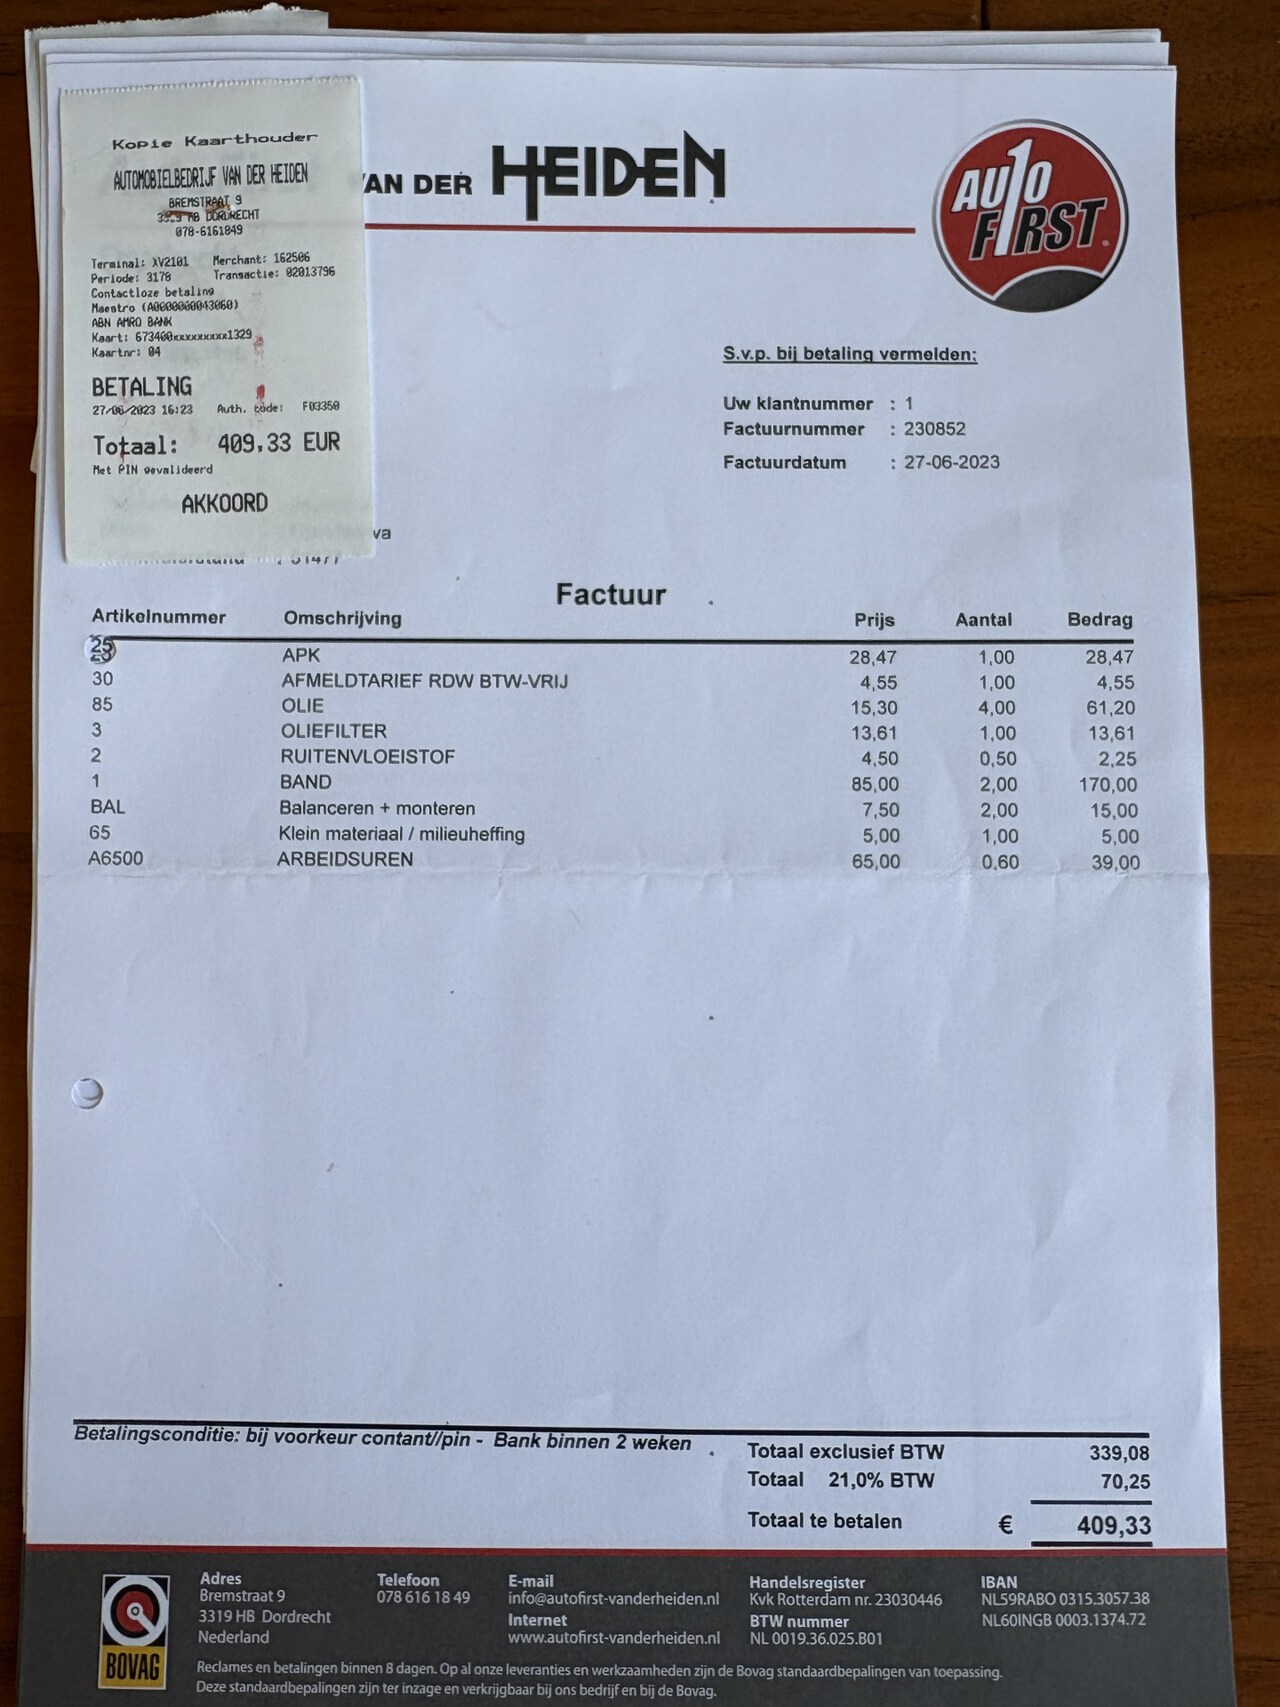 Kopie Kaarthouder
AUTOMOBIELBEDRIJF VAN DER HEIDEN
BREMSTRAAT 9
HB DORDRECHT
078-6161849
Terminal: XV2101 Merchant: 162506
Periode: 3178 Transactie: 02013796
Contactloze betaling
Maestro (A0000000043060)
ABN AMRO BANK
Kaart: 673400xxxxxxxxx1329
Kaartnr: 04
BETALING
27/06/2023 16:23 Auth. code: F03350
Totaal: 409,33 EUR
Met PIN gevalideerd
AKKOORD
VAN DER HEIDEN
AUTO FIRST
S.v.p. bij betaling vermelden:
Uw klantnummer : 1
Factuurnummer : 230852
Factuurdatum : 27-06-2023
va
Factuur
Artikelnummer Omschrijving Prijs Aantal Bedrag
APK 28,47 1,00 28,47
30 AFMELDTARIEF RDW BTW-VRIJ 4,55 1,00 4,55
85 OLIE 15,30 4,00 61,20
3 OLIEFILTER 13,61 1,00 13,61
2 RUITENVLOEISTOF 4,50 0,50 2,25
1 BAND 85,00 2,00 170,00
BAL Balanceren + monteren 7,50 2,00 15,00
65 Klein materiaal / milieuheffing 5,00 1,00 5,00
A6500 ARBEIDSUREN 65,00 0,60 39,00
Betalingsconditie: bij voorkeur contant//pin - Bank binnen 2 weken
Totaal exclusief BTW 339,08
Totaal 21,0% BTW 70,25
Totaal te betalen € 409,33
BOVAG
Adres
Bremstraat 9
3319 HB Dordrecht
Nederland
Telefoon
078 616 18 49
E-mail
info@autofirst-vanderheiden.nl
Internet
www.autofirst-vanderheiden.nl
Handelsregister
Kvk Rotterdam nr. 23030446
BTW nummer
NL 0019.36.025.B01
IBAN
NL59RABO 0315.3057.38
NL60INGB 0003.1374.72
Reclames en betalingen binnen 8 dagen. Op al onze leveranties en werkzaamheden zijn de Bovag standaardbepalingen van toepassing.
Deze standaardbepalingen zijn ter inzage en verkrijgbaar bij ons bedrijf en bij de Bovag.